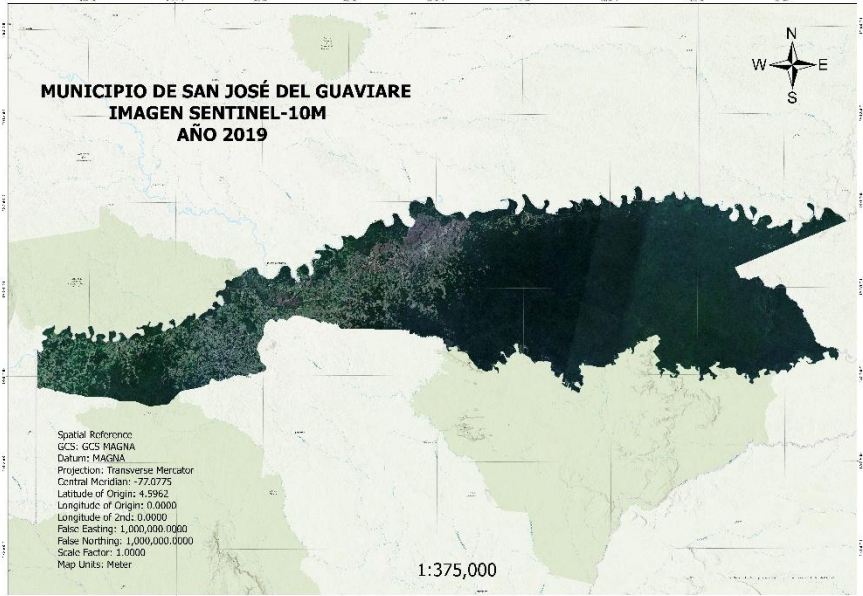 N
W E
S
MUNICIPIO DE SAN JOSÉ DEL GUAVIARE
IMAGEN SENTINEL-10M
AÑO 2019
Spatial Reference
GCS: GCS MAGNA
Datum: MAGNA
Projection: Transverse Mercator
Central Meridian: -77.0775
Latitude of Origin: 4.5962
Longitude of Origin: 0.0000
Longitude of 2nd: 0.0000
False Easting: 1,000,000.0000
False Northing: 1,000,000.0000
Scale Factor: 1.0000
Map Units: Meter
1:375,000